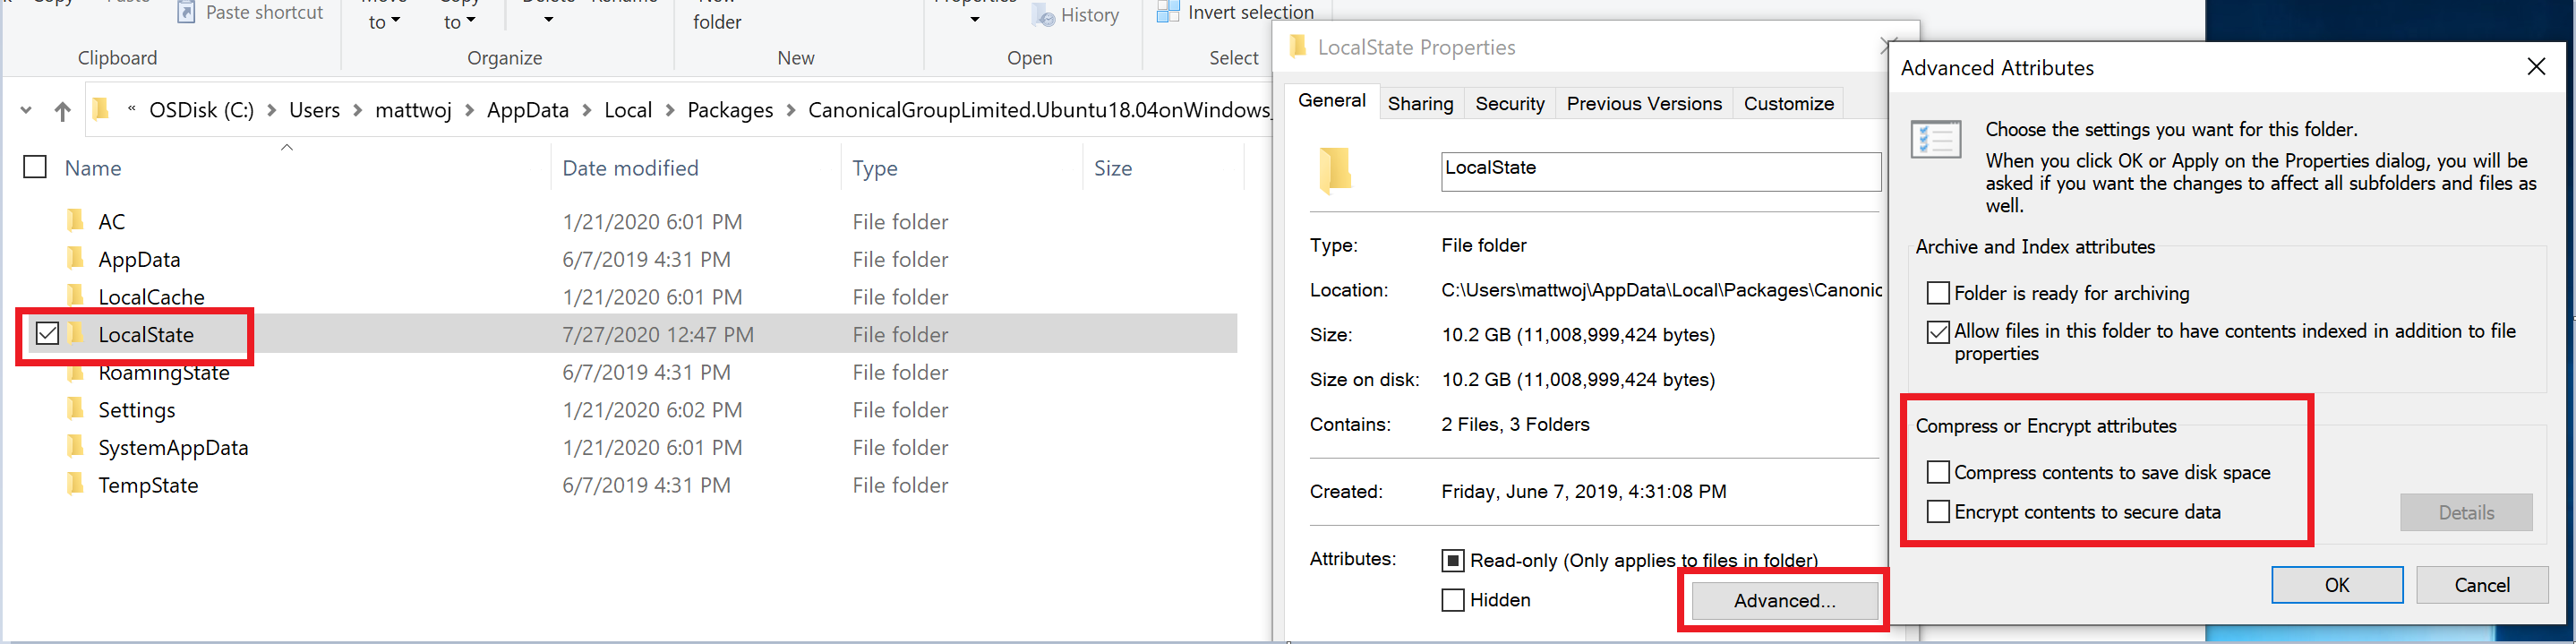 Paste shortcut
to
to
folder
History
Invert selection
Clipboard
Organize
New
Open
Select
« OSDisk (C:) > Users > mattwoj > AppData > Local > Packages > CanonicalGroupLimited.Ubuntu18.04onWindows_
Name Date modified Type Size
AC 1/21/2020 6:01 PM File folder
AppData 6/7/2019 4:31 PM File folder
LocalCache 1/21/2020 6:01 PM File folder
LocalState 7/27/2020 12:47 PM File folder
RoamingState 6/7/2019 4:31 PM File folder
Settings 1/21/2020 6:02 PM File folder
SystemAppData 1/21/2020 6:01 PM File folder
TempState 6/7/2019 4:31 PM File folder
LocalState Properties
General Sharing Security Previous Versions Customize
LocalState
Type: File folder
Location: C:\Users\mattwoj\AppData\Local\Packages\Canonic
Size: 10.2 GB (11,008,999,424 bytes)
Size on disk: 10.2 GB (11,008,999,424 bytes)
Contains: 2 Files, 3 Folders
Created: Friday, June 7, 2019, 4:31:08 PM
Attributes: Read-only (Only applies to files in folder)
Hidden
Advanced...
Advanced Attributes
Choose the settings you want for this folder.
When you click OK or Apply on the Properties dialog, you will be
asked if you want the changes to affect all subfolders and files as
well.
Archive and Index attributes
Folder is ready for archiving
Allow files in this folder to have contents indexed in addition to file
properties
Compress or Encrypt attributes
Compress contents to save disk space
Encrypt contents to secure data
Details
OK Cancel